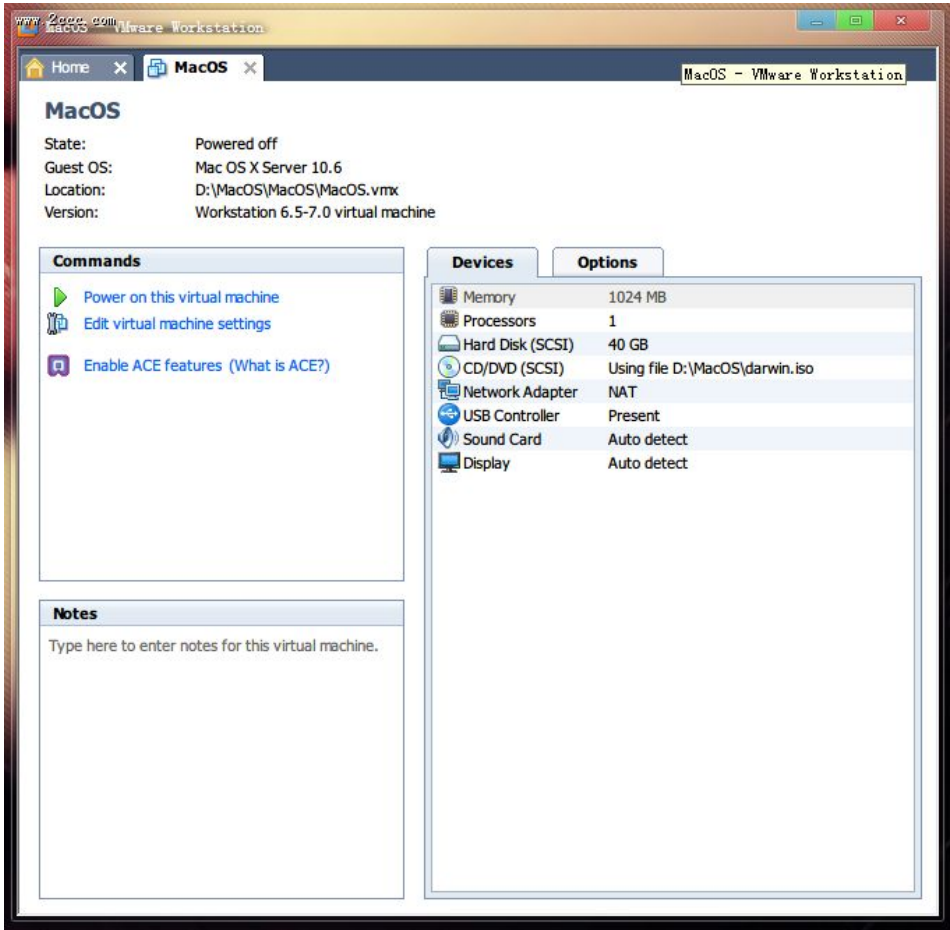 MacOS - VMware Workstation
www.2ccc.com
Home
MacOS
MacOS - VMware Workstation
MacOS
State: Powered off
Guest OS: Mac OS X Server 10.6
Location: D:\MacOS\MacOS\MacOS.vmx
Version: Workstation 6.5-7.0 virtual machine
Commands
Power on this virtual machine
Edit virtual machine settings
Enable ACE features (What is ACE?)
Notes
Type here to enter notes for this virtual machine.
Devices Options
Memory 1024 MB
Processors 1
Hard Disk (SCSI) 40 GB
CD/DVD (SCSI) Using file D:\MacOS\darwin.iso
Network Adapter NAT
USB Controller Present
Sound Card Auto detect
Display Auto detect